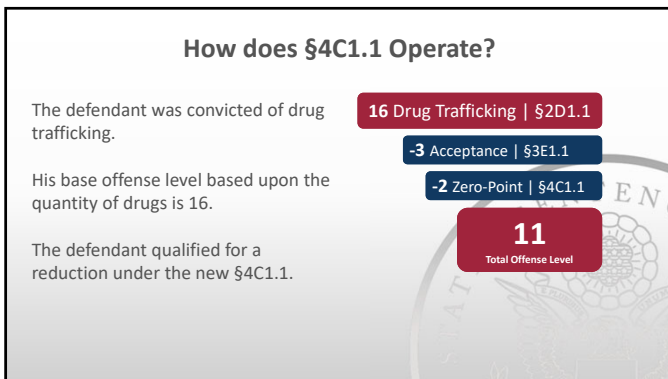 How does §4C1.1 Operate?
The defendant was convicted of drug
trafficking.
His base offense level based upon the
quantity of drugs is 16.
The defendant qualified for a
reduction under the new §4C1.1.
16 Drug Trafficking | §2D1.1
-3 Acceptance | §3E1.1
-2 Zero-Point | §4C1.1
11
Total Offense Level